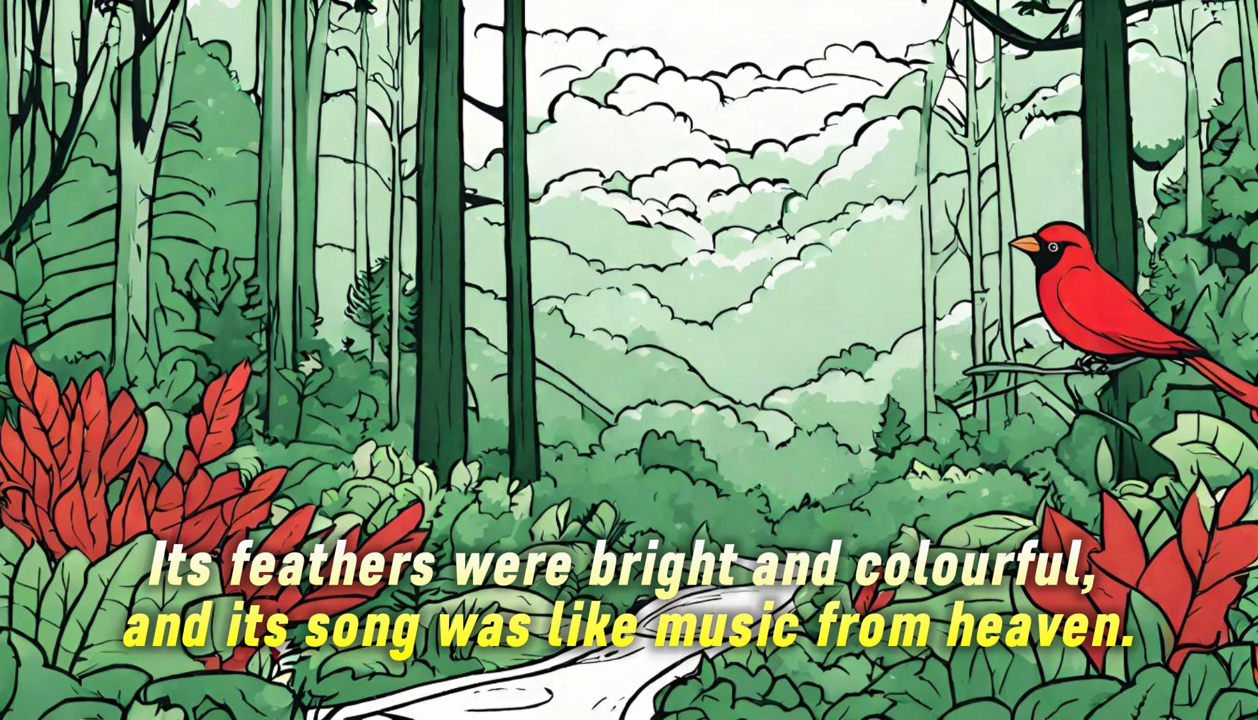 Its feathers were bright and colourful,
and its song was like music from heaven.